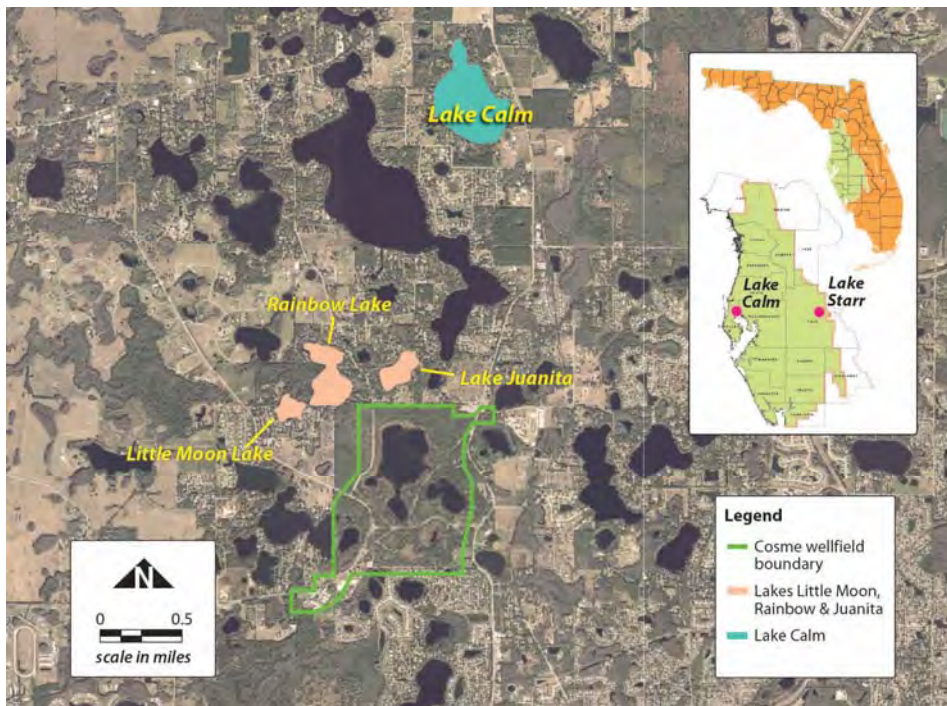 Lake Calm
Rainbow Lake
Lake Juanita
Little Moon Lake
Lake
Calm
Lake
Starr
N
0 0.5
scale in miles
Legend
Cosme wellfield
boundary
Lakes Little Moon,
Rainbow & Juanita
Lake Calm